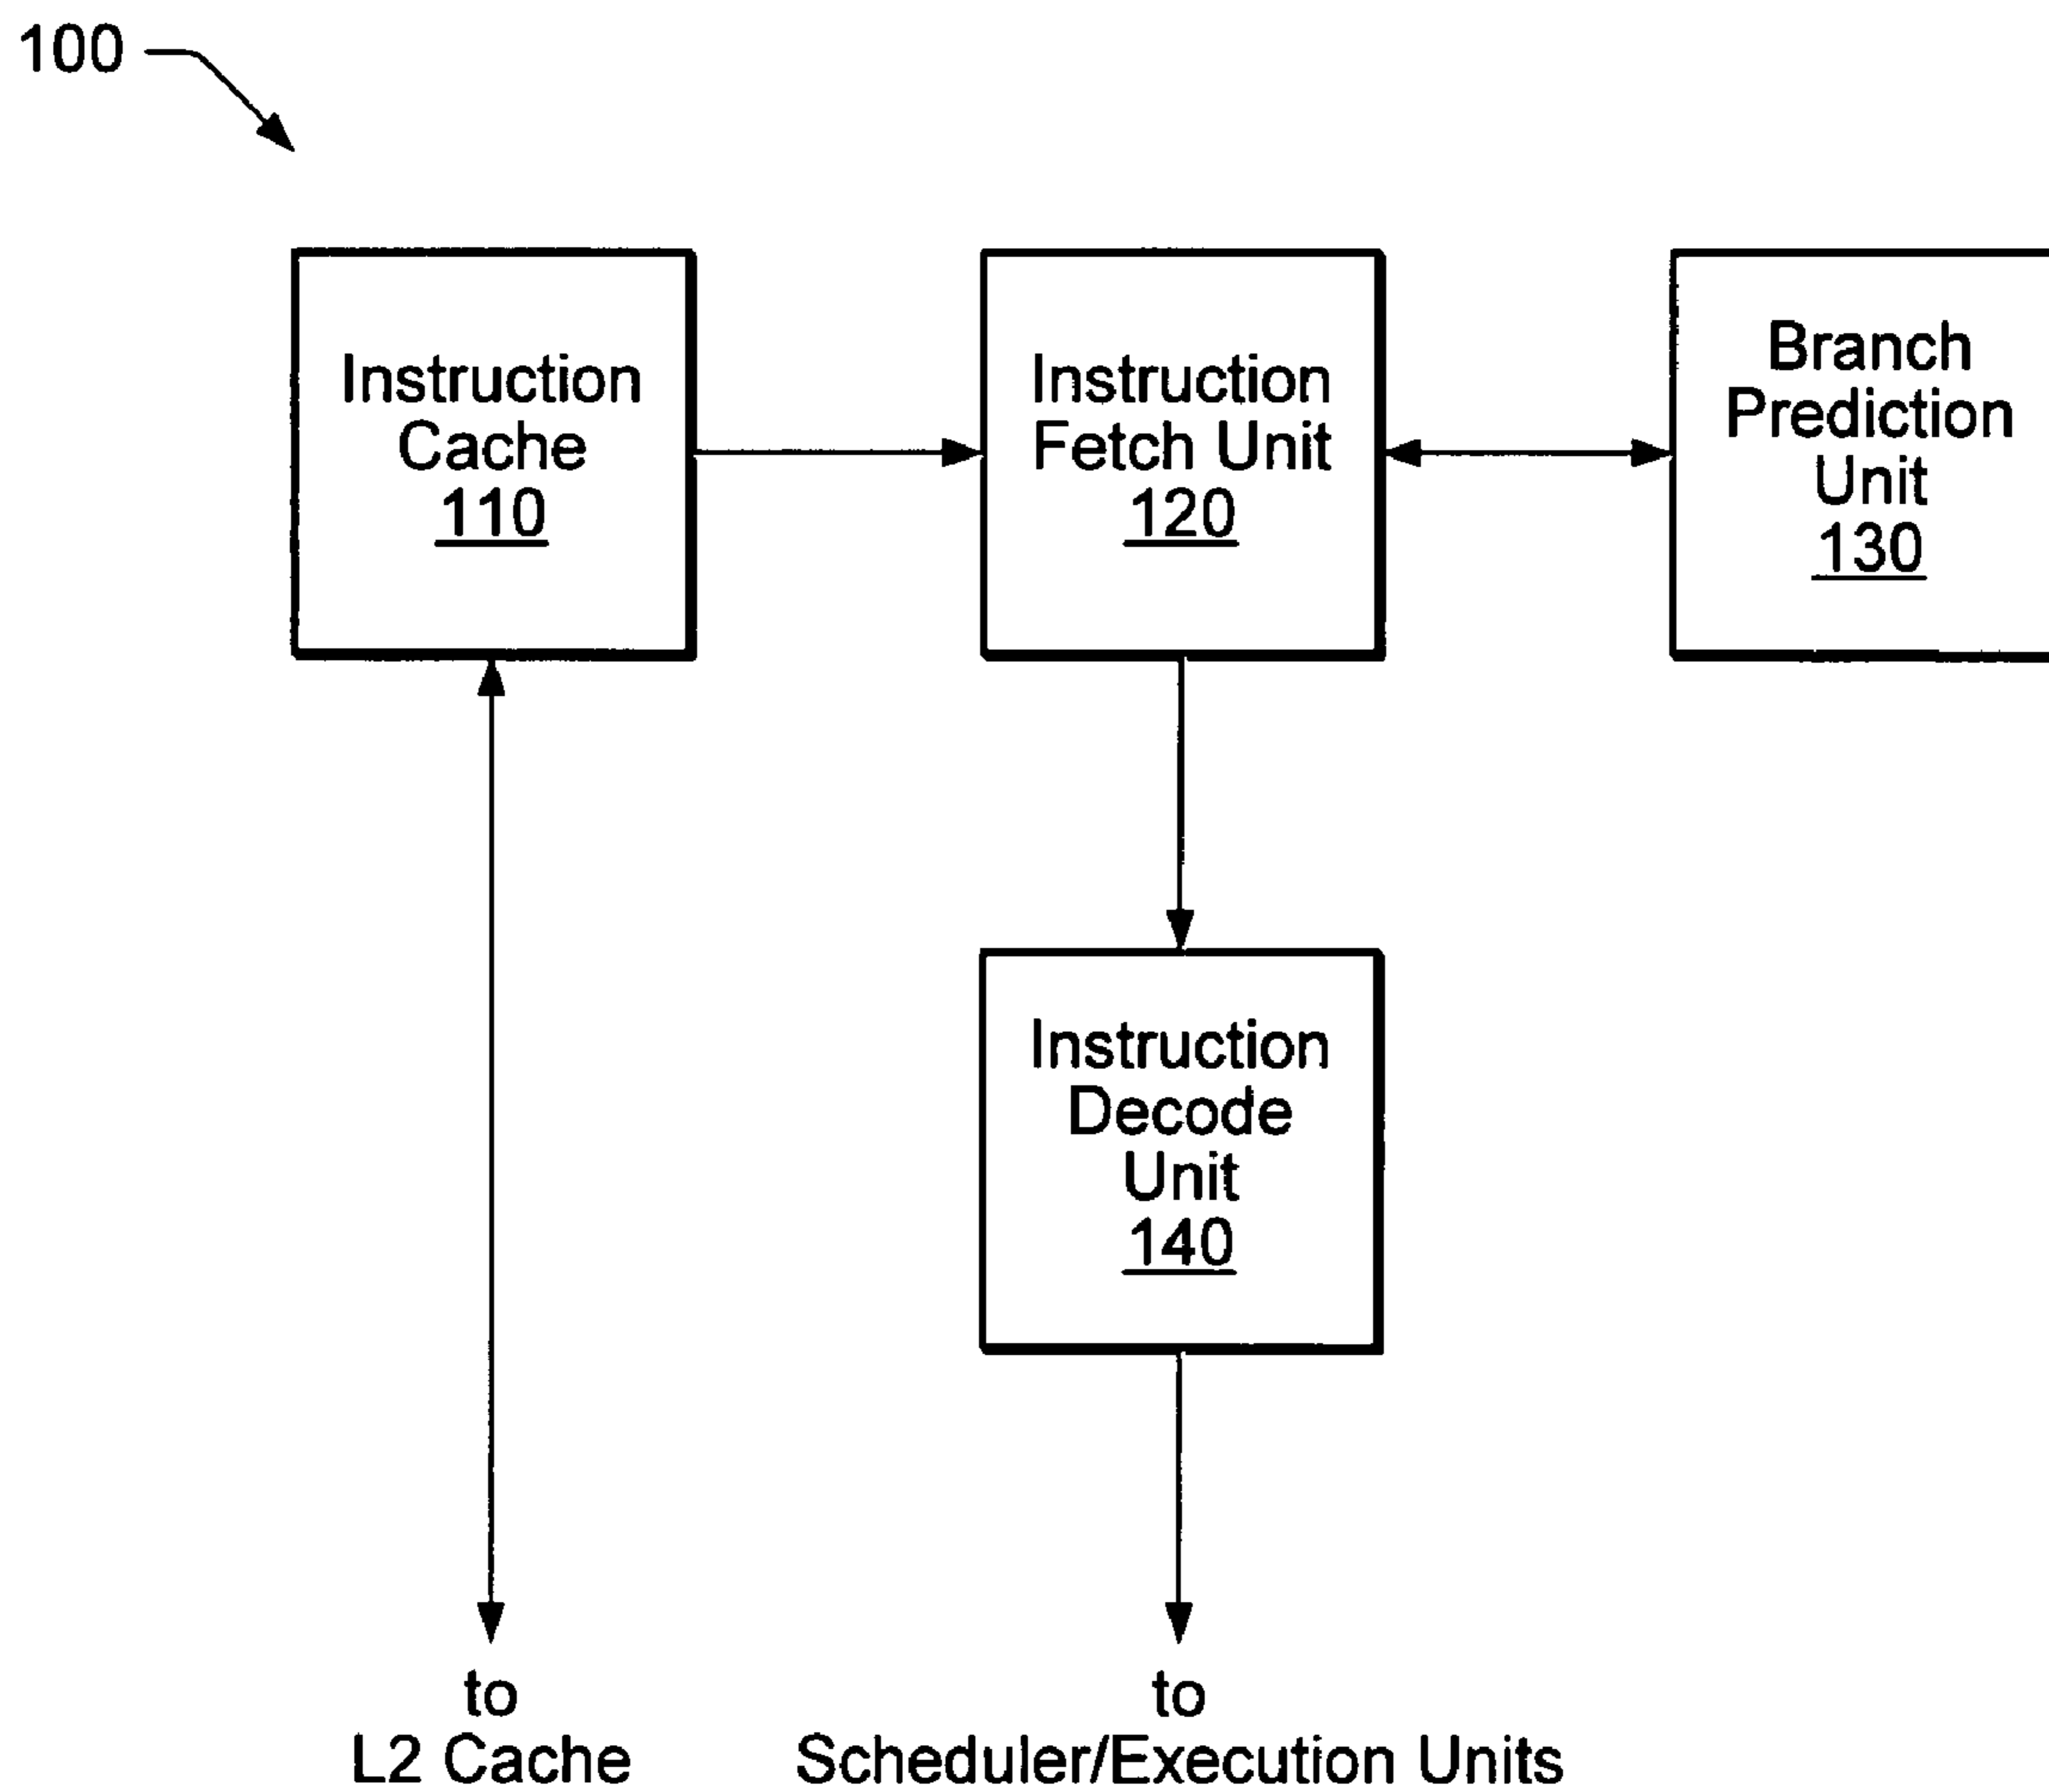 100
Instruction
Cache
110
Instruction
Fetch Unit
120
Branch
Prediction
Unit
130
Instruction
Decode
Unit
140
to
L2 Cache
to
Scheduler/Execution Units